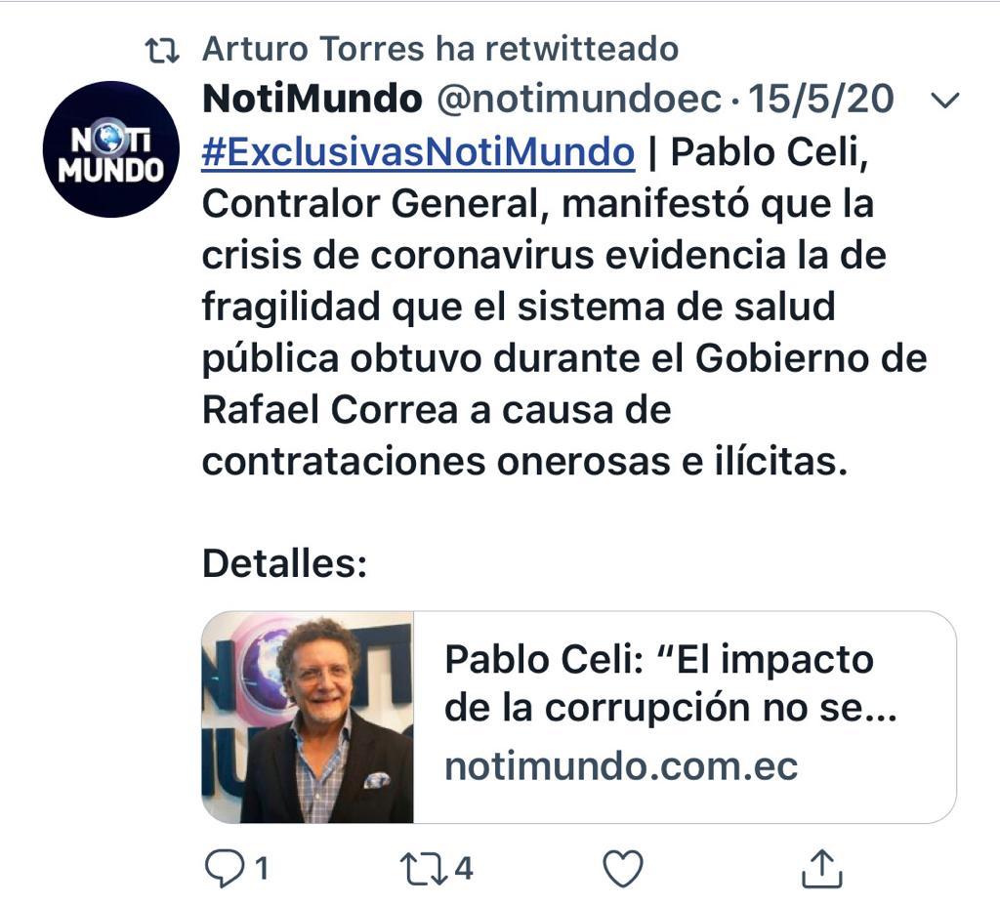 Arturo Torres ha retwitteado
NotiMundo @notimundoec · 15/5/20
NOTI
MUNDO
#ExclusivasNotiMundo | Pablo Celi,
Contralor General, manifestó que la
crisis de coronavirus evidencia la de
fragilidad que el sistema de salud
pública obtuvo durante el Gobierno de
Rafael Correa a causa de
contrataciones onerosas e ilícitas.
Detalles:
Pablo Celi: “El impacto
de la corrupción no se...
notimundo.com.ec
1
4